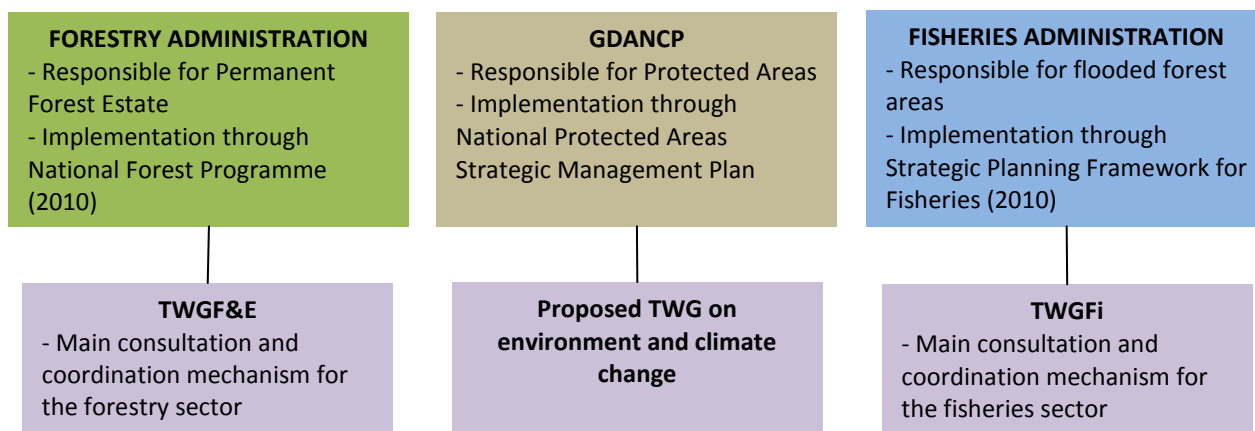 FORESTRY ADMINISTRATION
- Responsible for Permanent
Forest Estate
- Implementation through
National Forest Programme
(2010)
GDANCP
- Responsible for Protected Areas
- Implementation through
National Protected Areas
Strategic Management Plan
FISHERIES ADMINISTRATION
- Responsible for flooded forest
areas
- Implementation through
Strategic Planning Framework for
Fisheries (2010)
TWGF&E
- Main consultation and
coordination mechanism for
the forestry sector
Proposed TWG on
environment and climate
change
TWGFi
- Main consultation and
coordination mechanism for
the fisheries sector